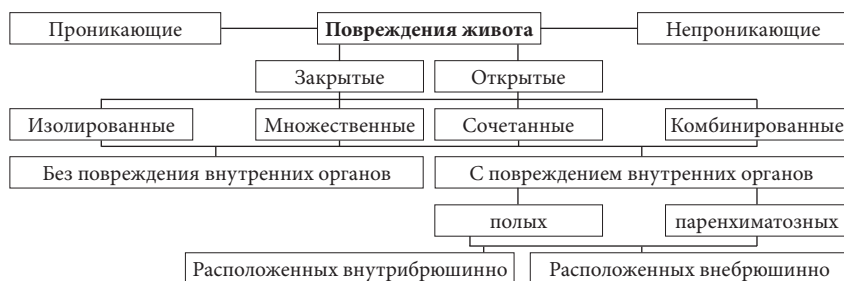 Проникающие Повреждения живота Непроникающие
Закрытые Открытые
Изолированные Множественные Сочетанные Комбинированные
Без повреждения внутренних органов С повреждением внутренних органов
полых паренхиматозных
Расположенных внутрибрюшинно Расположенных внебрюшинно